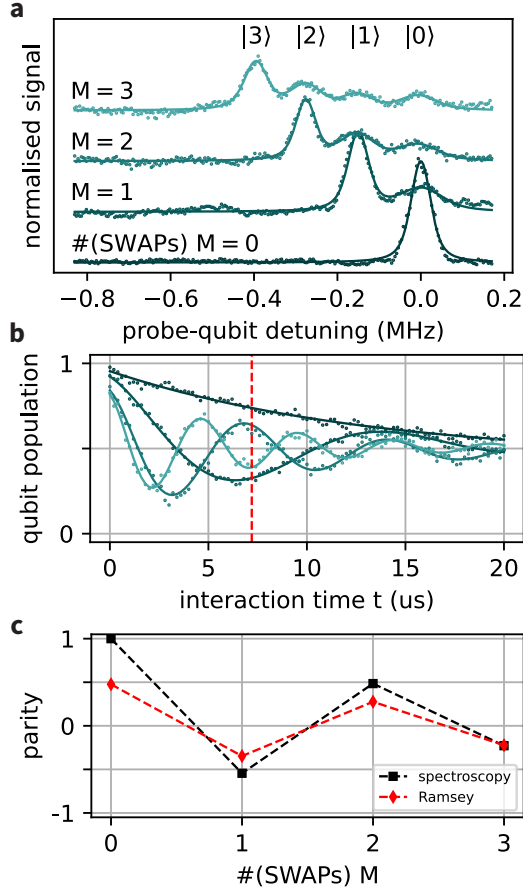 a
|3⟩ |2⟩ |1⟩ |0⟩
normalised signal
M = 3
M = 2
M = 1
#(SWAPs) M = 0
−0.8 −0.6 −0.4 −0.2 0.0 0.2
probe-qubit detuning (MHz)
b
qubit population
1
0
0 5 10 15 20
interaction time t (us)
c
parity
1
0
-1
spectroscopy
Ramsey
0 1 2 3
#(SWAPs) M